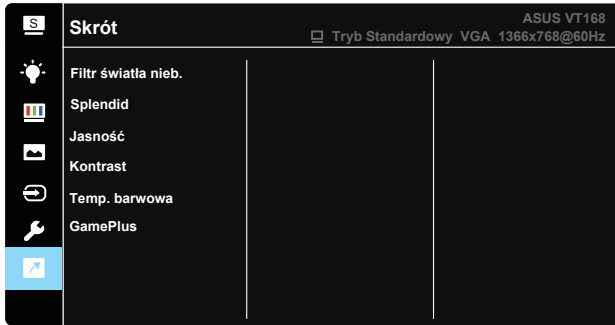 S
Skrót
ASUS VT168
Tryb Standardowy VGA 1366x768@60Hz
Filtr światła nieb.
Splendid
Jasność
Kontrast
Temp. barwowa
GamePlus